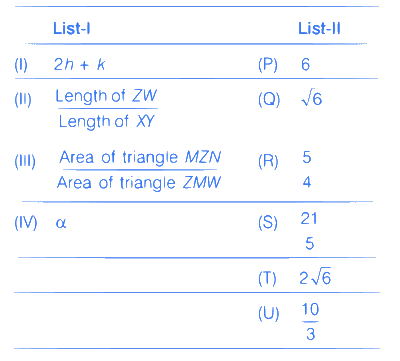 List-I List-II
(I) 2h + k (P) 6
(II) Length of ZW / Length of XY (Q) √6
(III) Area of triangle MZN / Area of triangle ZMW (R) 5 4
(IV) α (S) 21 5
(T) 2√6
(U) 10/3